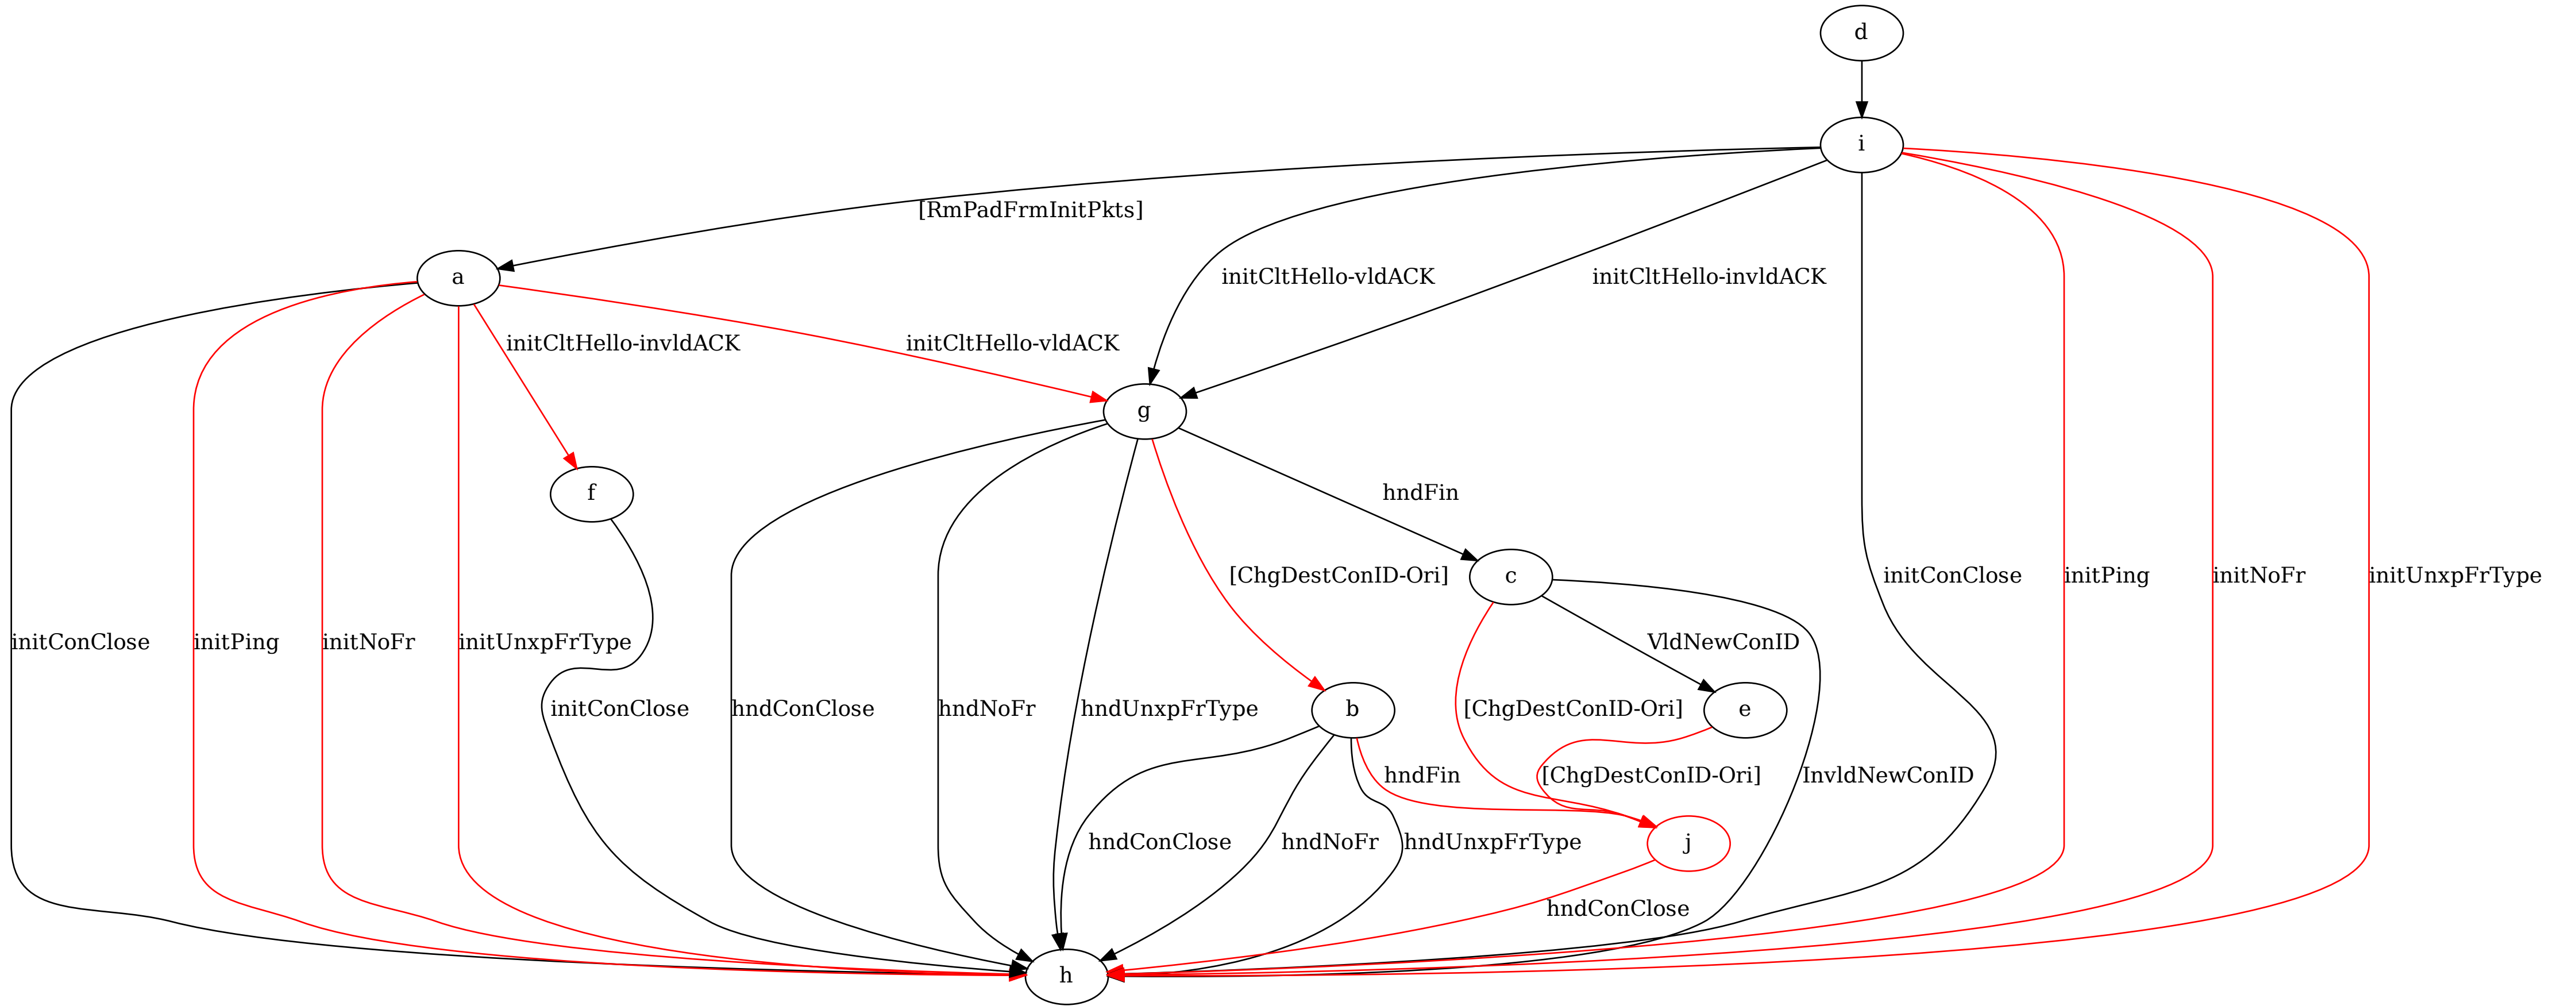 d
i
[RmPadFrmInitPkts]
a
initCltHello-vldACK
initCltHello-invldACK
initCltHello-invldACK
initCltHello-vldACK
g
f
hndFin
[ChgDestConID-Ori]
c
initConClose
initPing
initNoFr
initUnxpFrType
initConClose
initPing
initNoFr
initUnxpFrType
VldNewConID
initConClose
hndConClose
hndNoFr
hndUnxpFrType
b
[ChgDestConID-Ori]
e
hndFin
[ChgDestConID-Ori]
InvldNewConID
hndConClose
hndNoFr
hndUnxpFrType
j
hndConClose
h